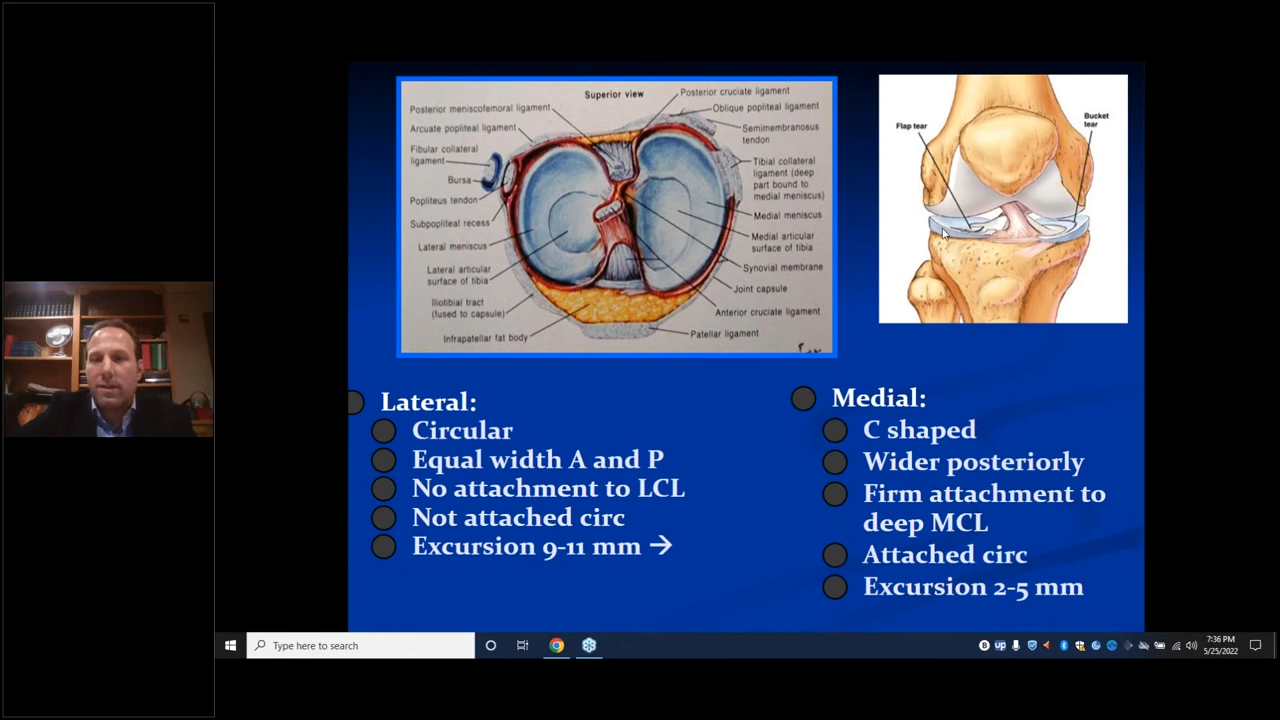 Superior view
Posterior meniscofemoral ligament
Arcuate popliteal ligament
Fibular collateral
ligament
Bursa
Popliteus tendon
Subpopliteal recess
Lateral meniscus
Lateral articular
surface of tibia
Iliotibial tract
(fused to capsule)
Infrapatellar fat body
Posterior cruciate ligament
Oblique popliteal ligament
Semimembranosus
tendon
Tibial collateral
ligament (deep
part bound to
medial meniscus)
Medial meniscus
Medial articular
surface of tibia
Synovial membrane
Joint capsule
Anterior cruciate ligament
Patellar ligament
Flap tear
Bucket
tear
Lateral:
Circular
Equal width A and P
No attachment to LCL
Not attached circ
Excursion 9-11 mm →
Medial:
C shaped
Wider posteriorly
Firm attachment to
deep MCL
Attached circ
Excursion 2-5 mm
Type here to search
B
up
7:36 PM
5/25/2022